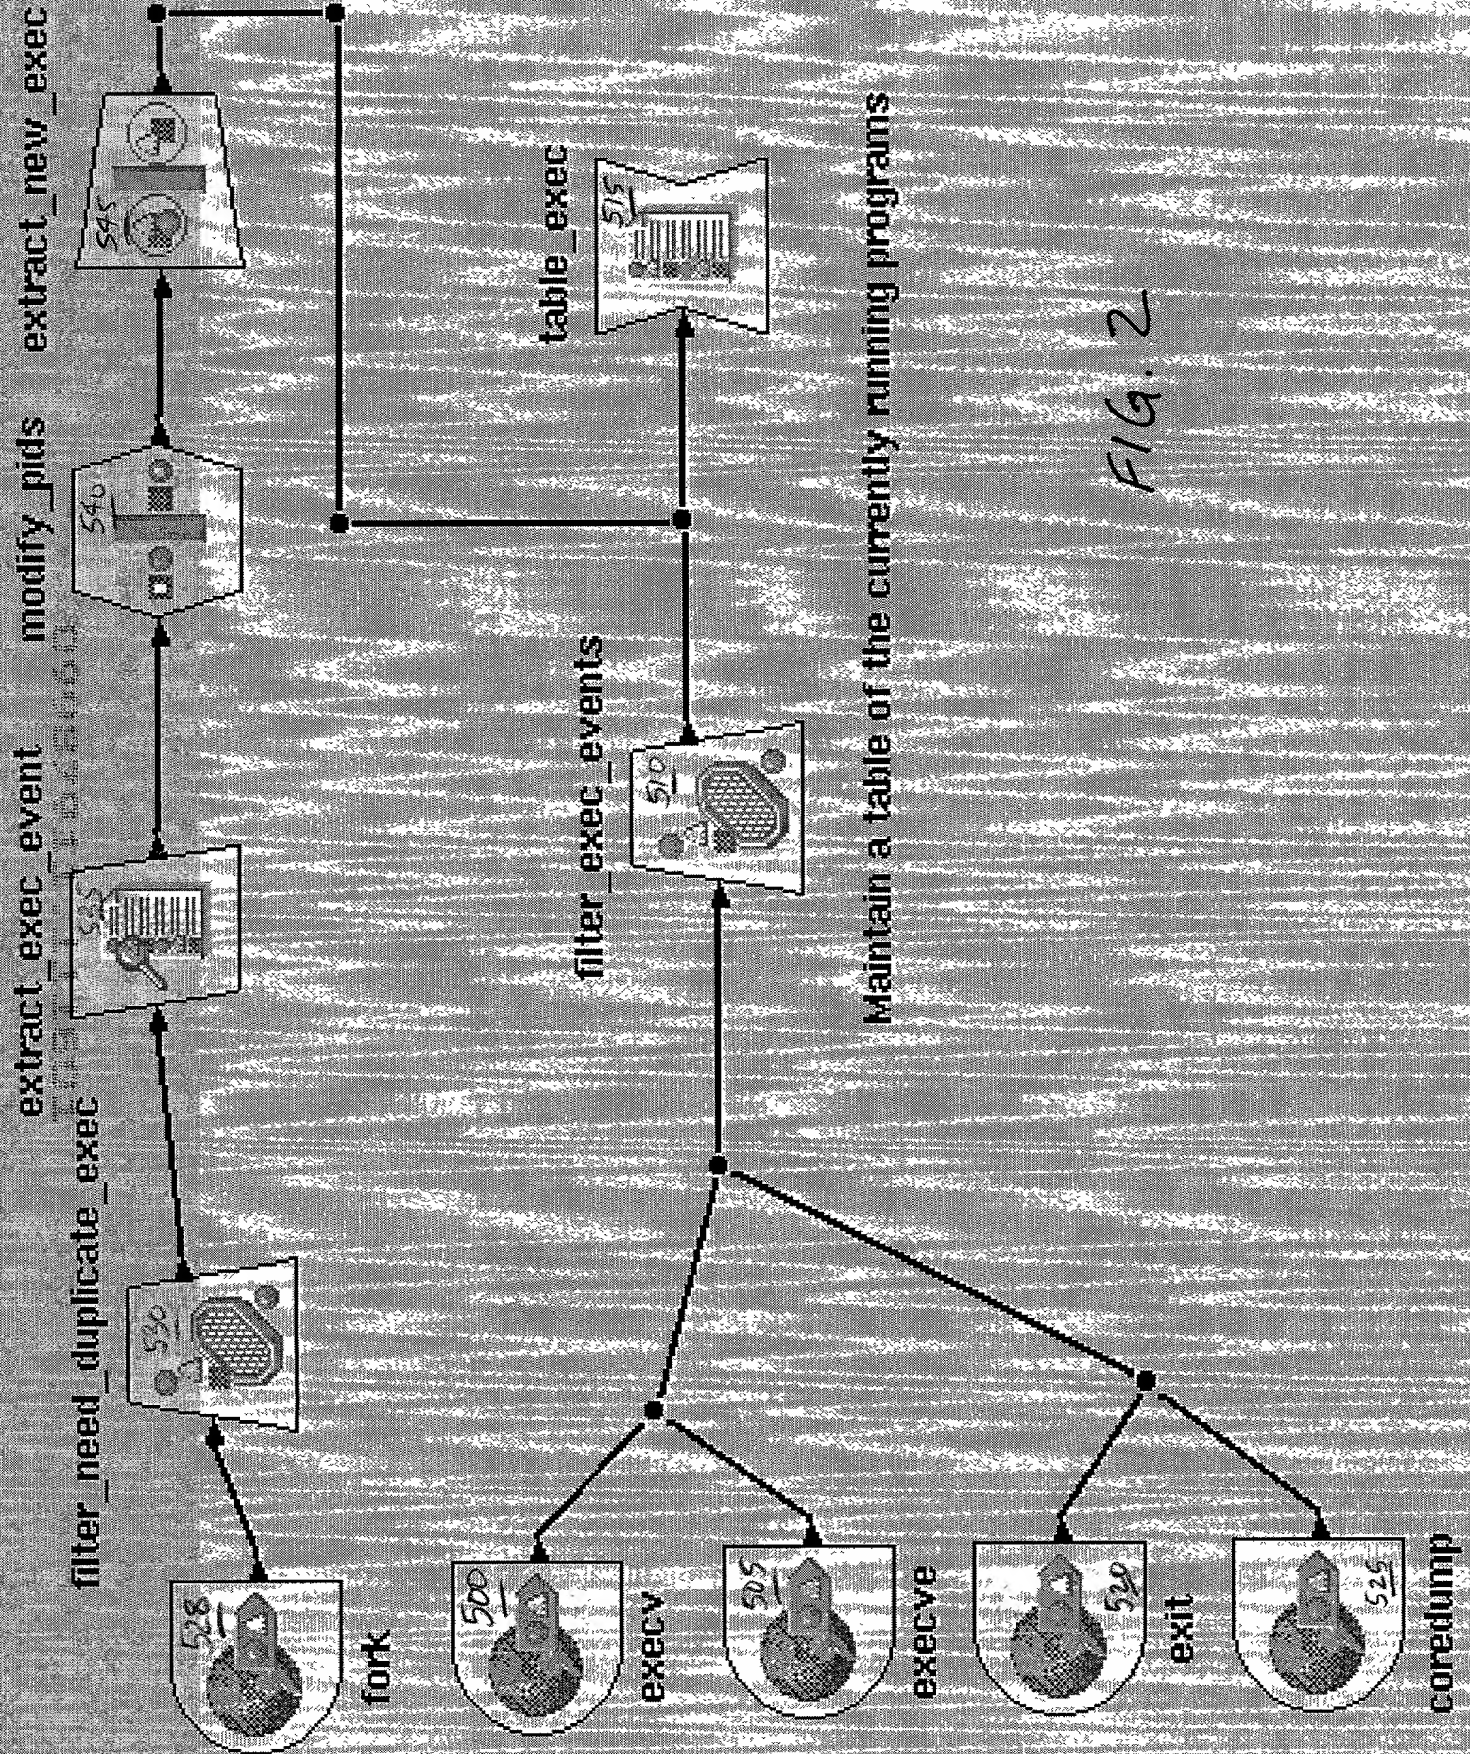 filter_need_duplicate_exec
extract_exec_event
modify_pids
extract_new_exec
528
530
535
540
545
fork
500
execv
505
execve
filter_exec_events
510
table_exec
515
520
exit
525
coredump
Maintain a table of the currently running programs
FIG. 2